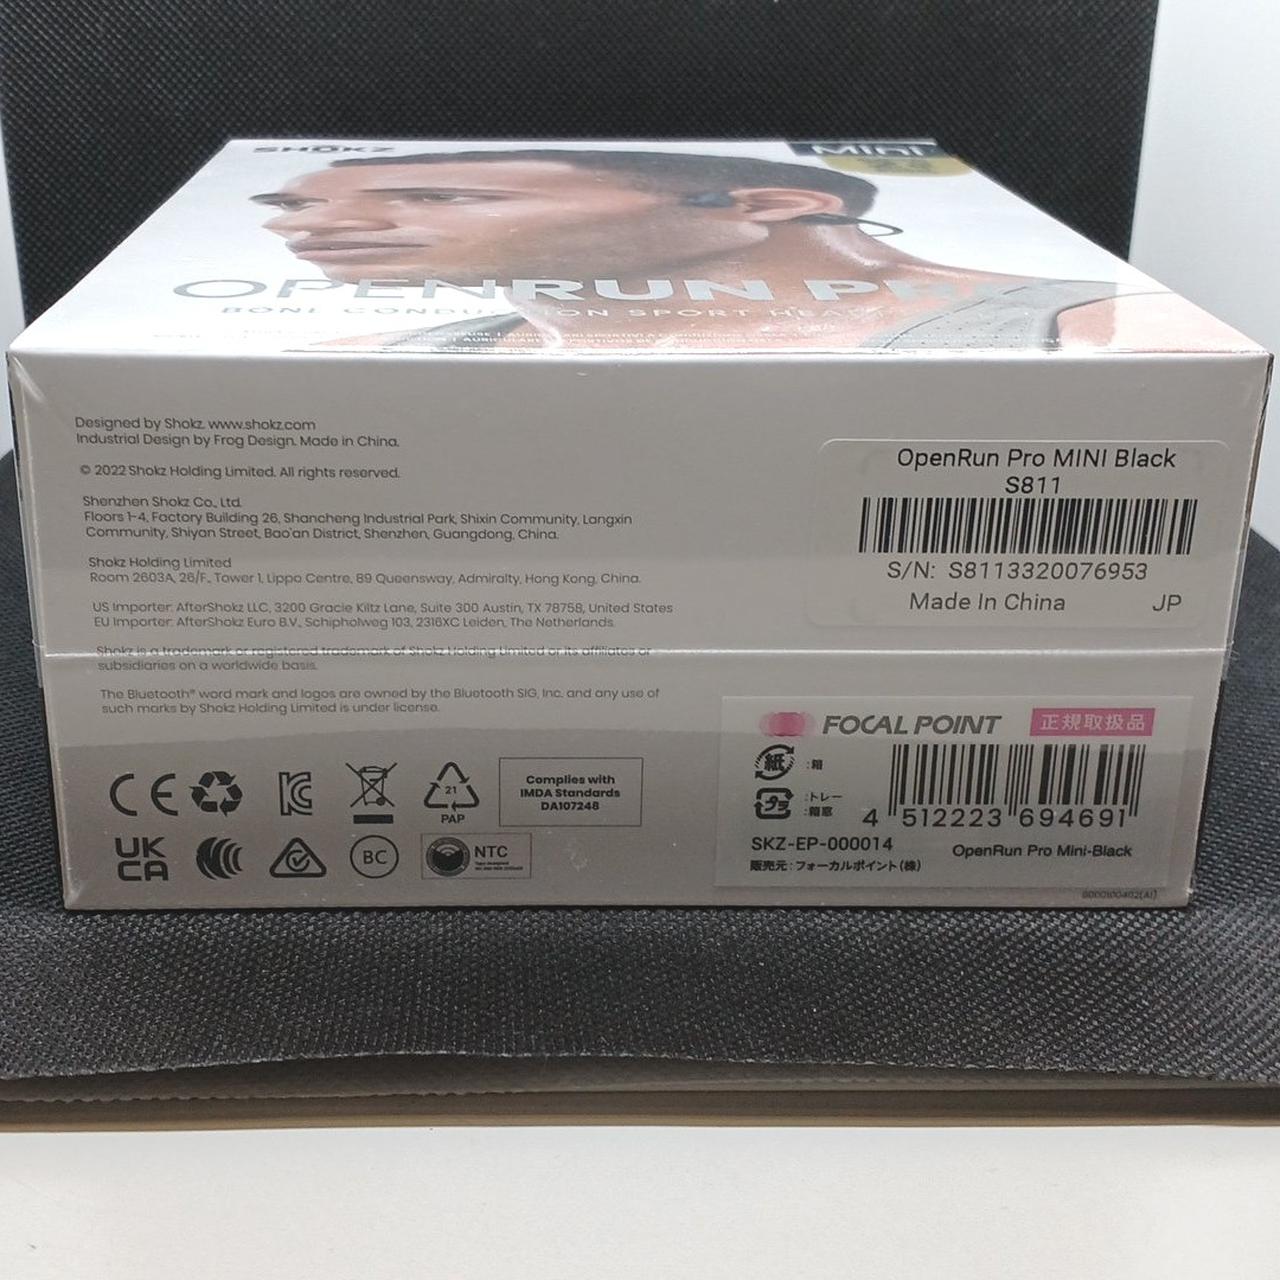 SHOKZ
MINI
OPENRUN PR
BONE CONDUCTION SPORT HEA
Designed by Shokz. www.shokz.com
Industrial Design by Frog Design. Made in China.
© 2022 Shokz Holding Limited. All rights reserved.
Shenzhen Shokz Co., Ltd.
Floors 1-4, Factory Building 26, Shancheng Industrial Park, Shixin Community, Langxin
Community, Shiyan Street, Bao'an District, Shenzhen, Guangdong, China.
Shokz Holding Limited
Room 2603A, 26/F., Tower 1, Lippo Centre, 89 Queensway, Admiralty, Hong Kong, China.
US Importer: AfterShokz LLC, 3200 Gracie Kiltz Lane, Suite 300 Austin, TX 78758, United States
EU Importer: AfterShokz Euro B.V., Schipholweg 103, 2316XC Leiden, The Netherlands.
Shokz is a trademark or registered trademark of Shokz Holding Limited or its affiliates or
subsidiaries on a worldwide basis.
The Bluetooth® word mark and logos are owned by the Bluetooth SIG, Inc. and any use of
such marks by Shokz Holding Limited is under license.
CE
21
PAP
Complies with
IMDA Standards
DA107248
UK
CA
BC
NTC
OpenRun Pro MINI Black
S811
S/N: S8113320076953
Made In China JP
FOCAL POINT 正規取扱品
紙 :箱
プラ :トレー
:箱窓
4 512223 694691
SKZ-EP-000014
OpenRun Pro Mini-Black
販売元:フォーカルポイント(株)